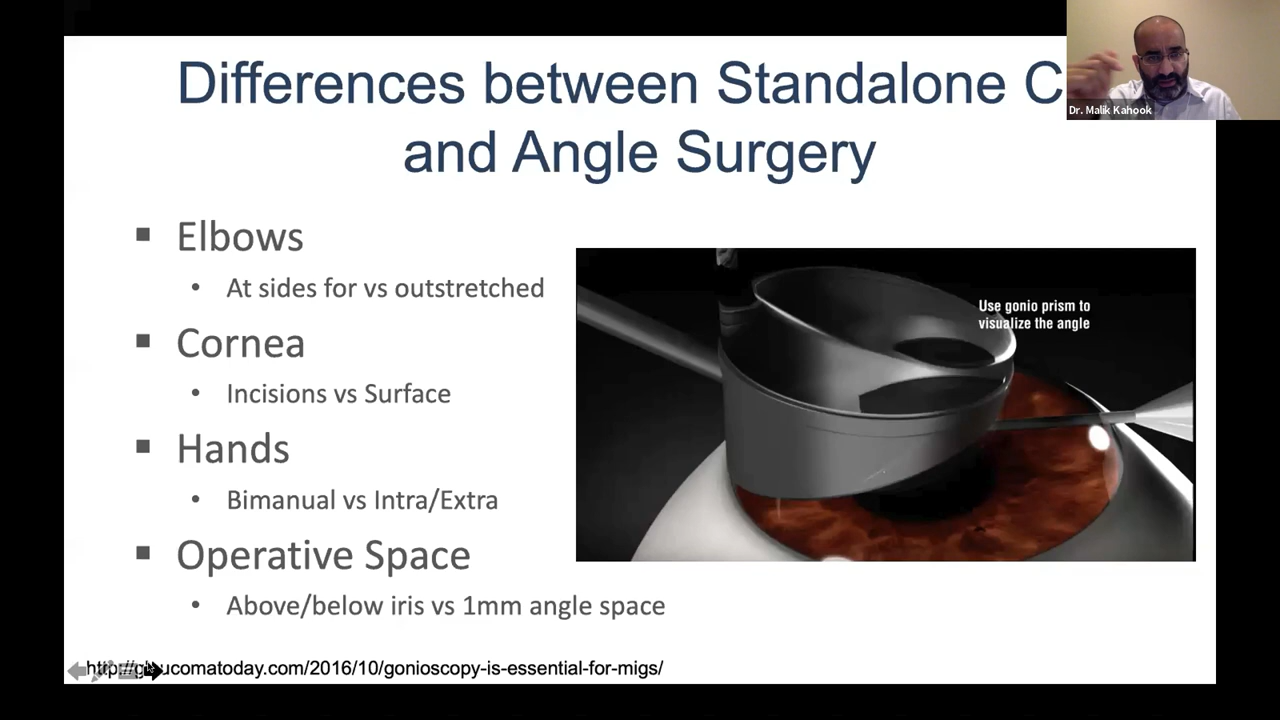 Differences between Standalone C
and Angle Surgery
Dr. Malik Kahook
▪ Elbows
• At sides for vs outstretched
▪ Cornea
• Incisions vs Surface
▪ Hands
• Bimanual vs Intra/Extra
▪ Operative Space
• Above/below iris vs 1mm angle space
Use gonio prism to
visualize the angle
http://glaucomatoday.com/2016/10/gonioscopy-is-essential-for-migs/